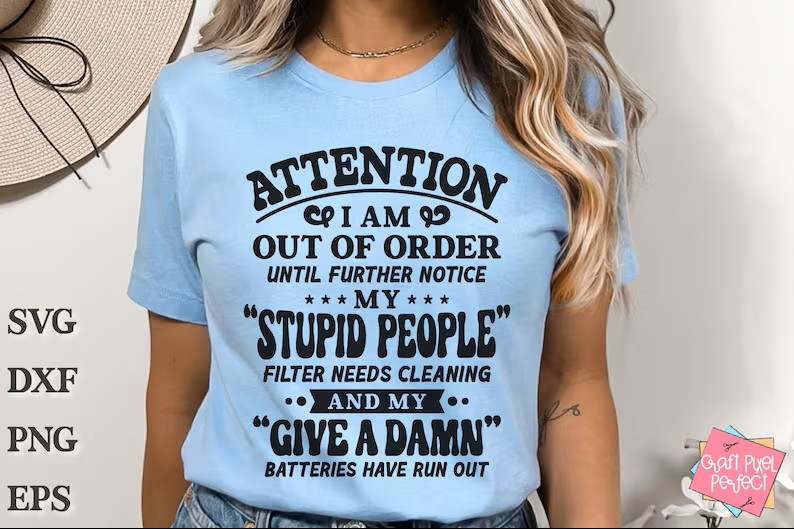 ATTENTION
I AM
OUT OF ORDER
UNTIL FURTHER NOTICE
MY
"STUPID PEOPLE"
FILTER NEEDS CLEANING
AND MY
"GIVE A DAMN"
BATTERIES HAVE RUN OUT
SVG
DXF
PNG
EPS
Craft Pixel
Perfect